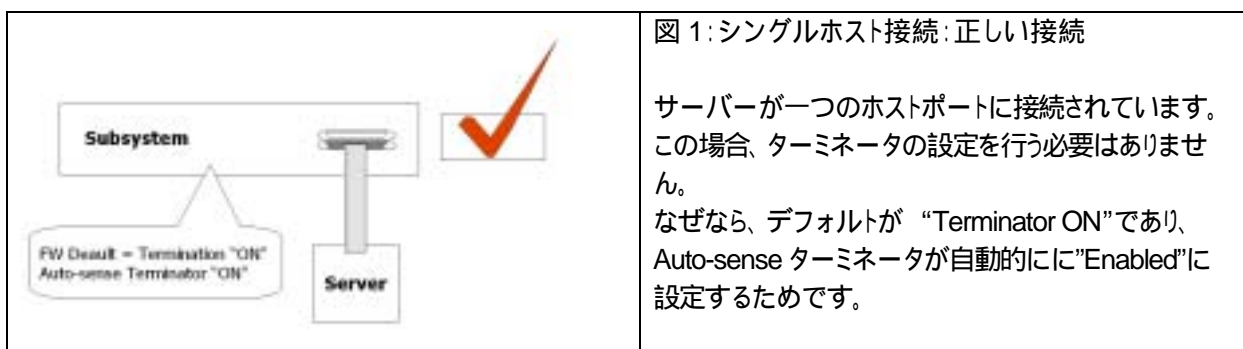 Subsystem
FW Deault = Termination "ON"
Auto-sense Terminator "ON"
Server
図 1：シングルホスト接続：正しい接続
サーバーが一つのホストポートに接続されています。
この場合、ターミネータの設定を行う必要はありませ
ん。
なぜなら、デフォルトが “Terminator ON”であり、
Auto-sense ターミネータが自動的にに”Enabled”に
設定するためです。